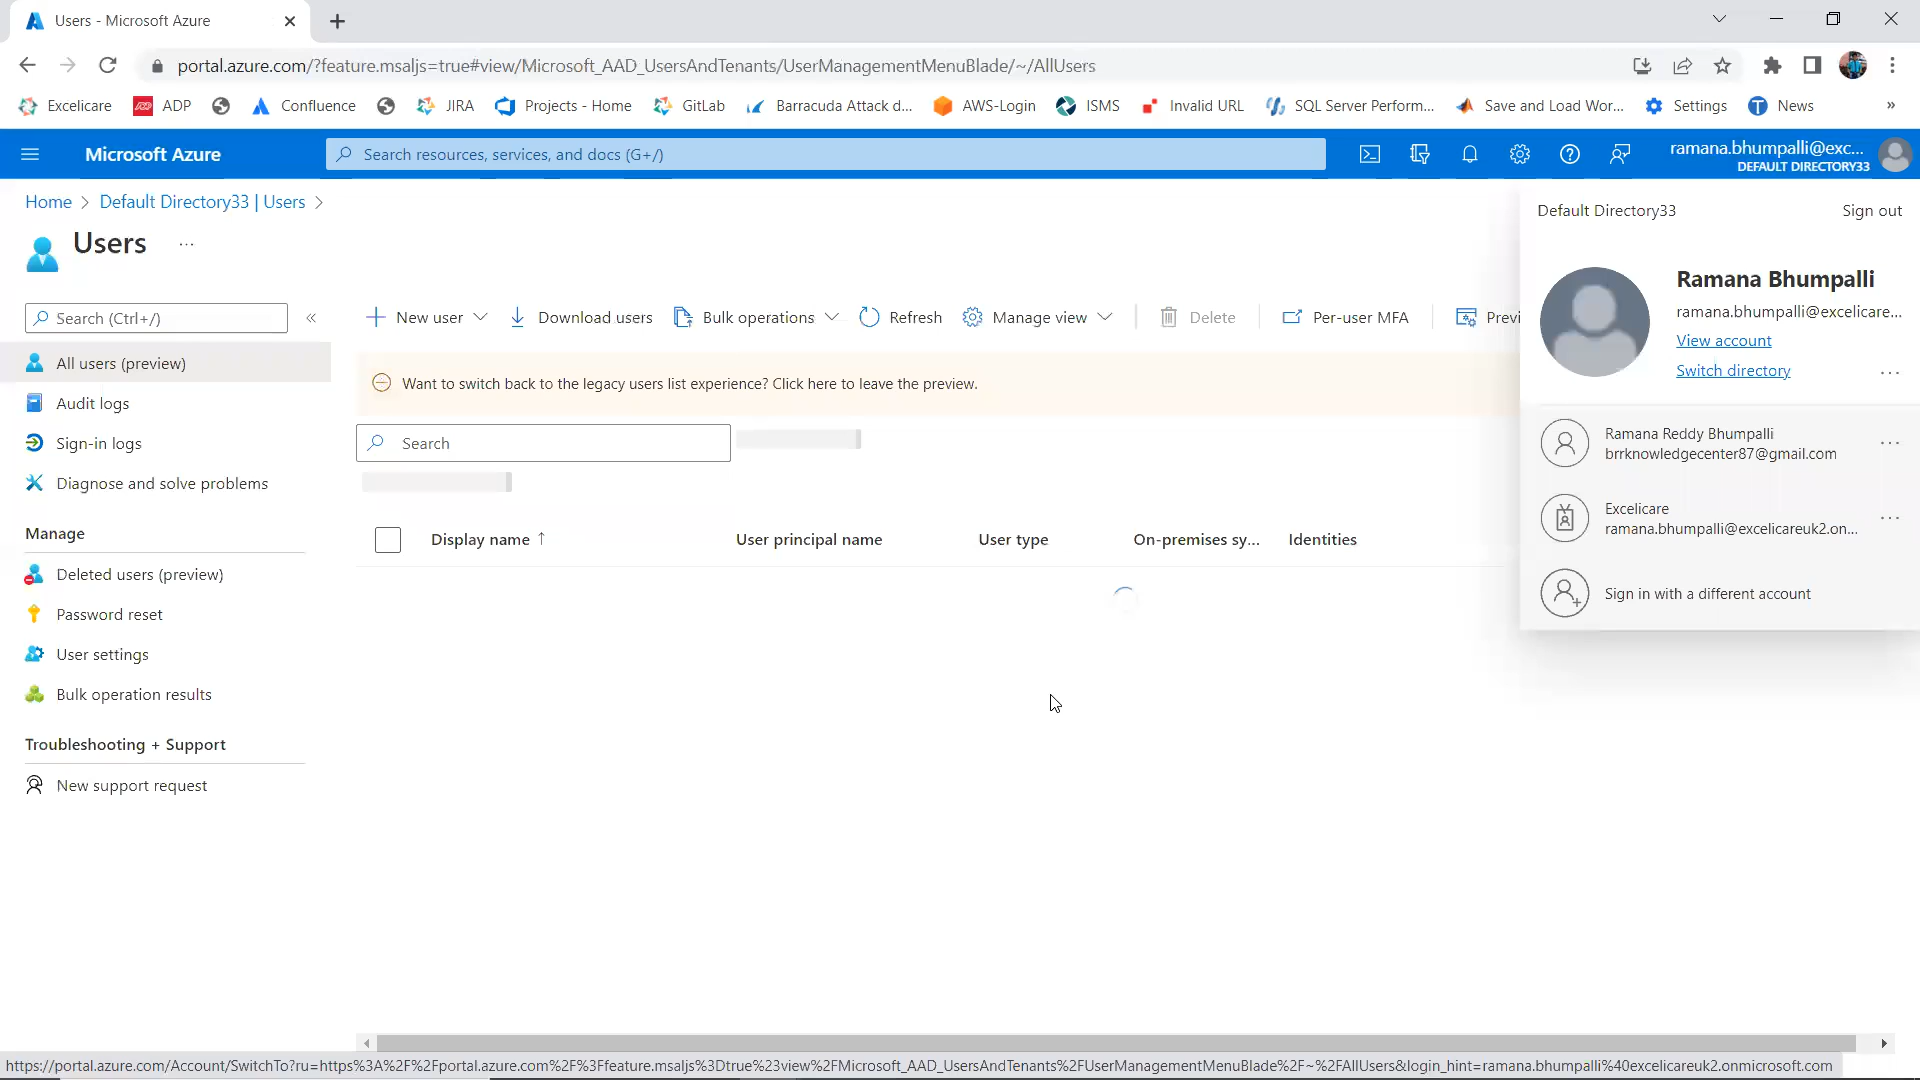 Users - Microsoft Azure
portal.azure.com/?feature.msaljs=true#view/Microsoft_AAD_UsersAndTenants/UserManagementMenuBlade/~/AllUsers
Excelicare ADP Confluence JIRA Projects - Home GitLab Barracuda Attack d... AWS-Login ISMS Invalid URL SQL Server Perform... Save and Load Wor... Settings News »
Microsoft Azure
Search resources, services, and docs (G+/)
ramana.bhumpalli@exc...
DEFAULT DIRECTORY33
Home > Default Directory33 | Users >
Users ...
Search (Ctrl+/) «
All users (preview)
Audit logs
Sign-in logs
Diagnose and solve problems
Manage
Deleted users (preview)
Password reset
User settings
Bulk operation results
Troubleshooting + Support
New support request
New user Download users Bulk operations Refresh Manage view Delete Per-user MFA Previ
Want to switch back to the legacy users list experience? Click here to leave the preview.
Search
Display name ↑ User principal name User type On-premises sy... Identities
Default Directory33 Sign out
Ramana Bhumpalli
ramana.bhumpalli@excelicare...
View account
Switch directory ...
Ramana Reddy Bhumpalli
brrknowledgecenter87@gmail.com ...
Excelicare
ramana.bhumpalli@excelicareuk2.on... ...
Sign in with a different account
https://portal.azure.com/Account/SwitchTo?ru=https%3A%2F%2Fportal.azure.com%2F%3Ffeature.msaljs%3Dtrue%23view%2FMicrosoft_AAD_UsersAndTenants%2FUserManagementMenuBlade%2F~%2FAllUsers&login_hint=ramana.bhumpalli%40excelicareuk2.onmicrosoft.com